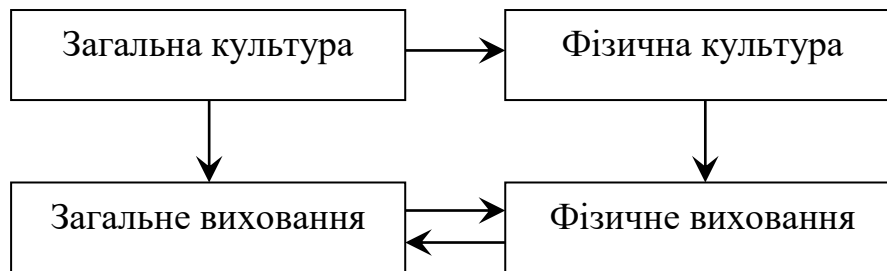 Загальна культура
Фізична культура
Загальне виховання
Фізичне виховання